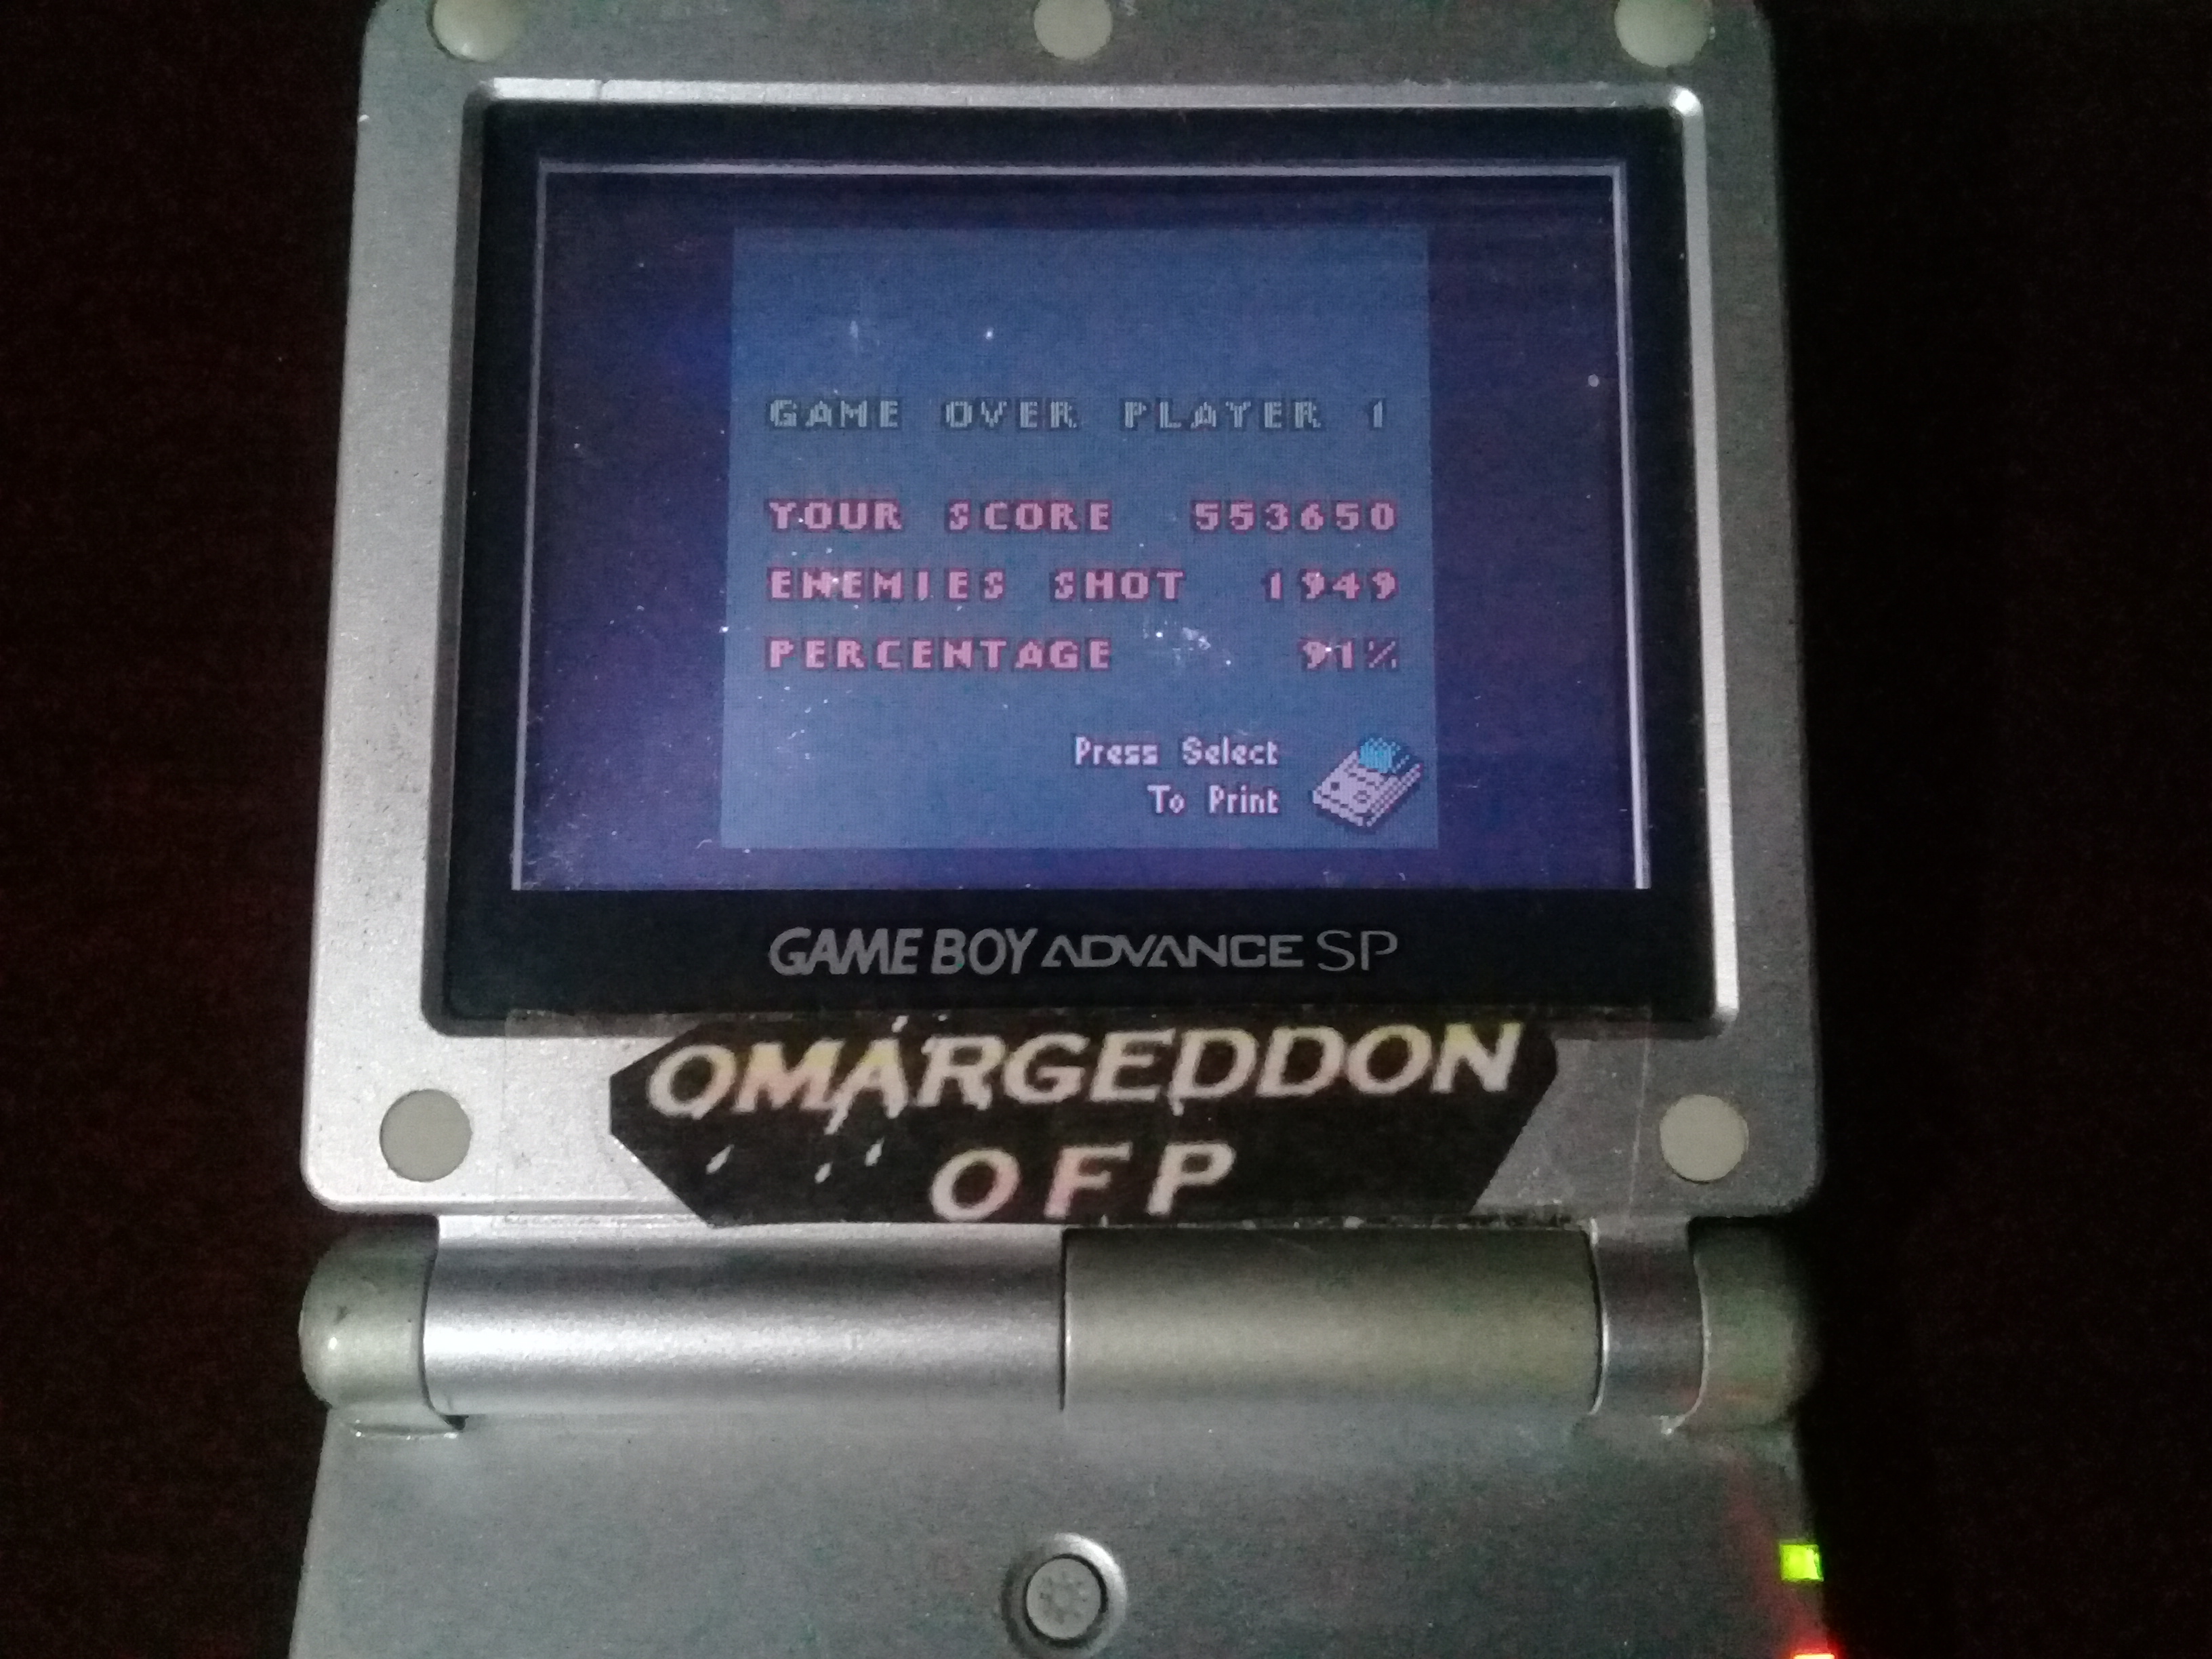 GAME OVER PLAYER 1
YOUR SCORE 553650
ENEMIES SHOT 1949
PERCENTAGE 91%
Press Select
To Print
GAME BOY ADVANCE SP
OMARGEDDON
OFP